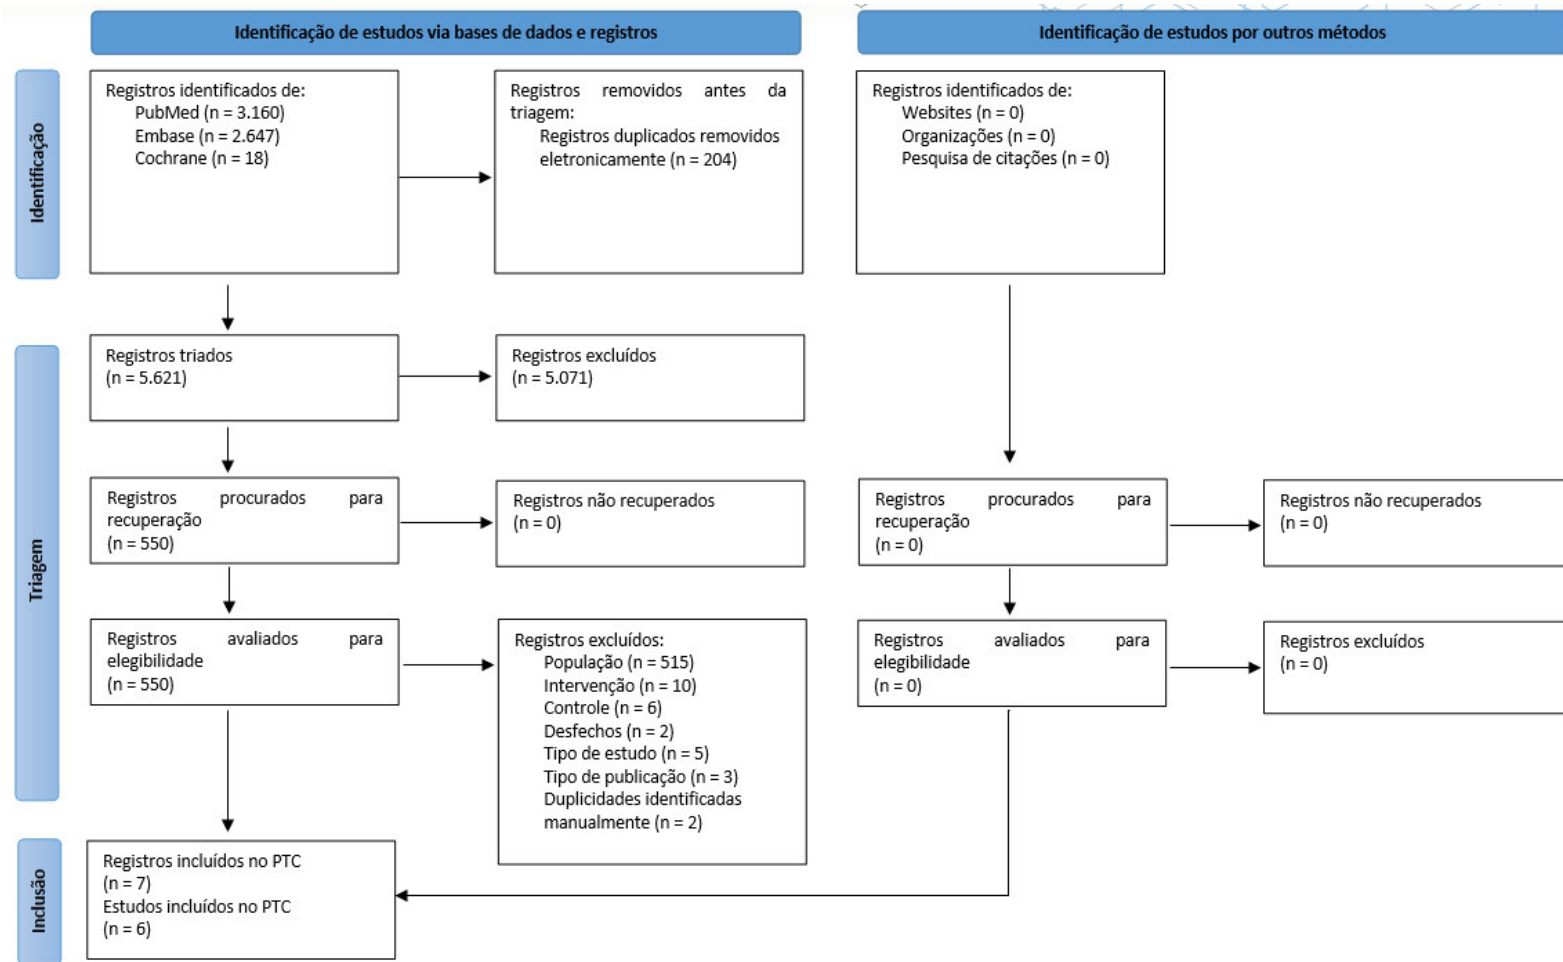 Identificação de estudos via bases de dados e registros
Identificação de estudos por outros métodos
Identificação
Registros identificados de:
PubMed (n = 3.160)
Embase (n = 2.647)
Cochrane (n = 18)
Registros removidos antes da
triagem:
Registros duplicados removidos
eletronicamente (n = 204)
Registros identificados de:
Websites (n = 0)
Organizações (n = 0)
Pesquisa de citações (n = 0)
Triagem
Registros triados
(n = 5.621)
Registros excluídos
(n = 5.071)
Registros procurados para
recuperação
(n = 550)
Registros não recuperados
(n = 0)
Registros procurados para
recuperação
(n = 0)
Registros não recuperados
(n = 0)
Registros avaliados para
elegibilidade
(n = 550)
Registros excluídos:
População (n = 515)
Intervenção (n = 10)
Controle (n = 6)
Desfechos (n = 2)
Tipo de estudo (n = 5)
Tipo de publicação (n = 3)
Duplicidades identificadas
manualmente (n = 2)
Registros avaliados para
elegibilidade
(n = 0)
Registros excluídos
(n = 0)
Inclusão
Registros incluídos no PTC
(n = 7)
Estudos incluídos no PTC
(n = 6)